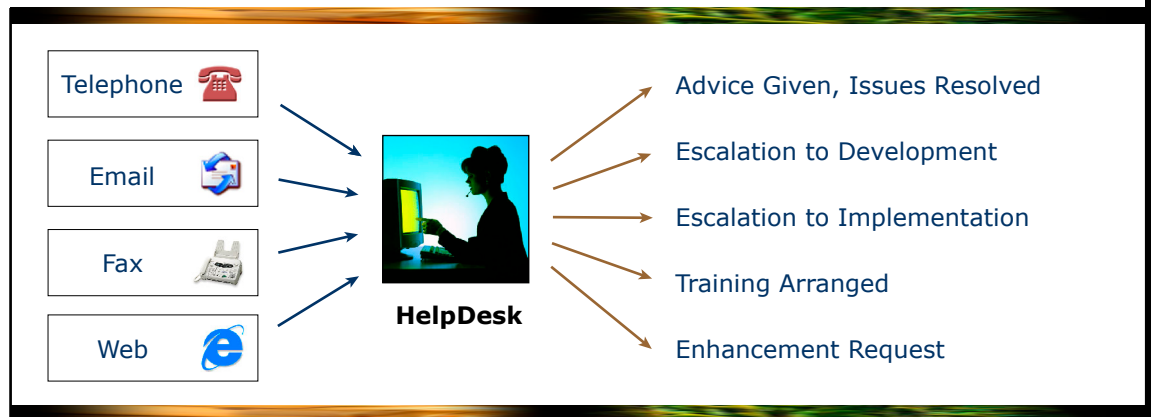 Telephone
Email
Fax
Web
HelpDesk
Advice Given, Issues Resolved
Escalation to Development
Escalation to Implementation
Training Arranged
Enhancement Request